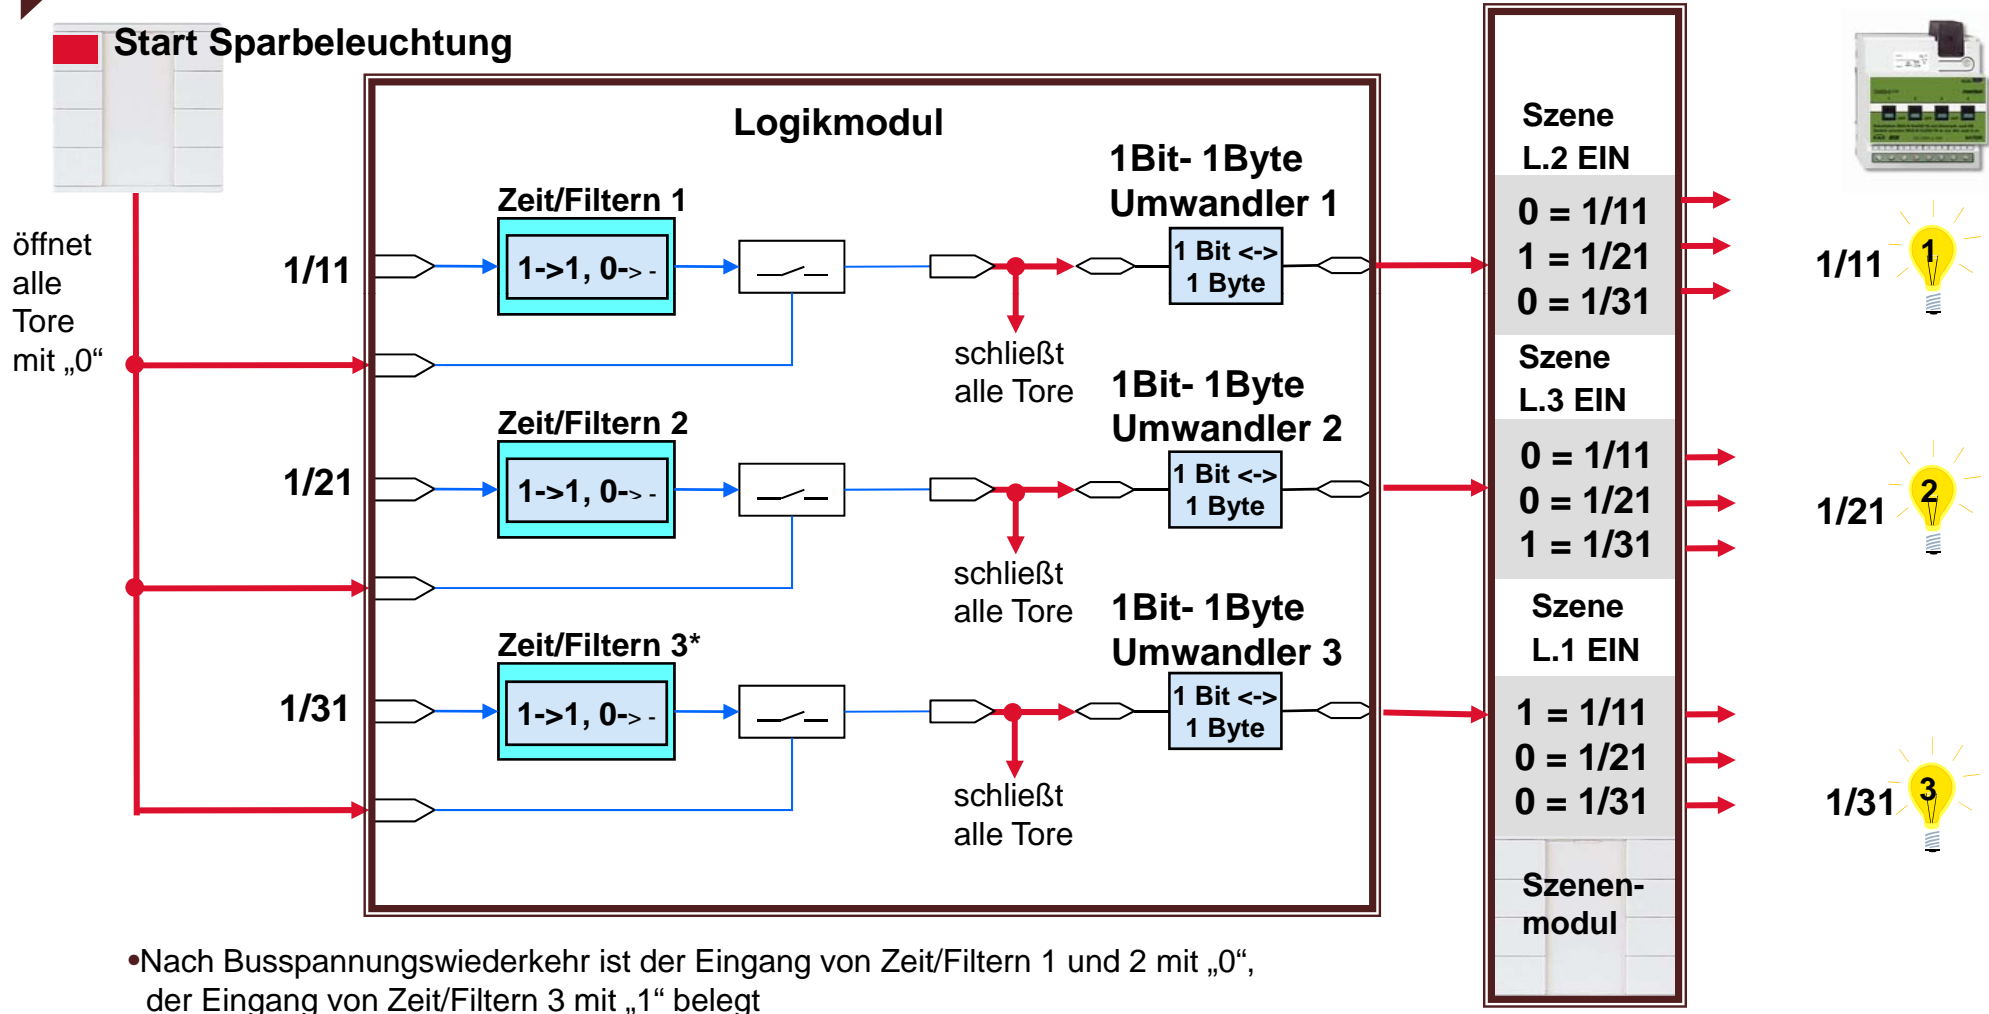 Start Sparbeleuchtung
öffnet
alle
Tore
mit „0“
Logikmodul
Zeit/Filtern 1
1/11
1->1, 0-> -
schließt
alle Tore
1Bit- 1Byte
Umwandler 1
1 Bit <->
1 Byte
Zeit/Filtern 2
1/21
1->1, 0-> -
schließt
alle Tore
1Bit- 1Byte
Umwandler 2
1 Bit <->
1 Byte
Zeit/Filtern 3*
1/31
1->1, 0-> -
schließt
alle Tore
1Bit- 1Byte
Umwandler 3
1 Bit <->
1 Byte
Szene
L.2 EIN
0 = 1/11
1 = 1/21
0 = 1/31
Szene
L.3 EIN
0 = 1/11
0 = 1/21
1 = 1/31
Szene
L.1 EIN
1 = 1/11
0 = 1/21
0 = 1/31
Szenen-
modul
1/11
1
1/21
2
1/31
3
•Nach Busspannungswiederkehr ist der Eingang von Zeit/Filtern 1 und 2 mit „0“,
der Eingang von Zeit/Filtern 3 mit „1“ belegt